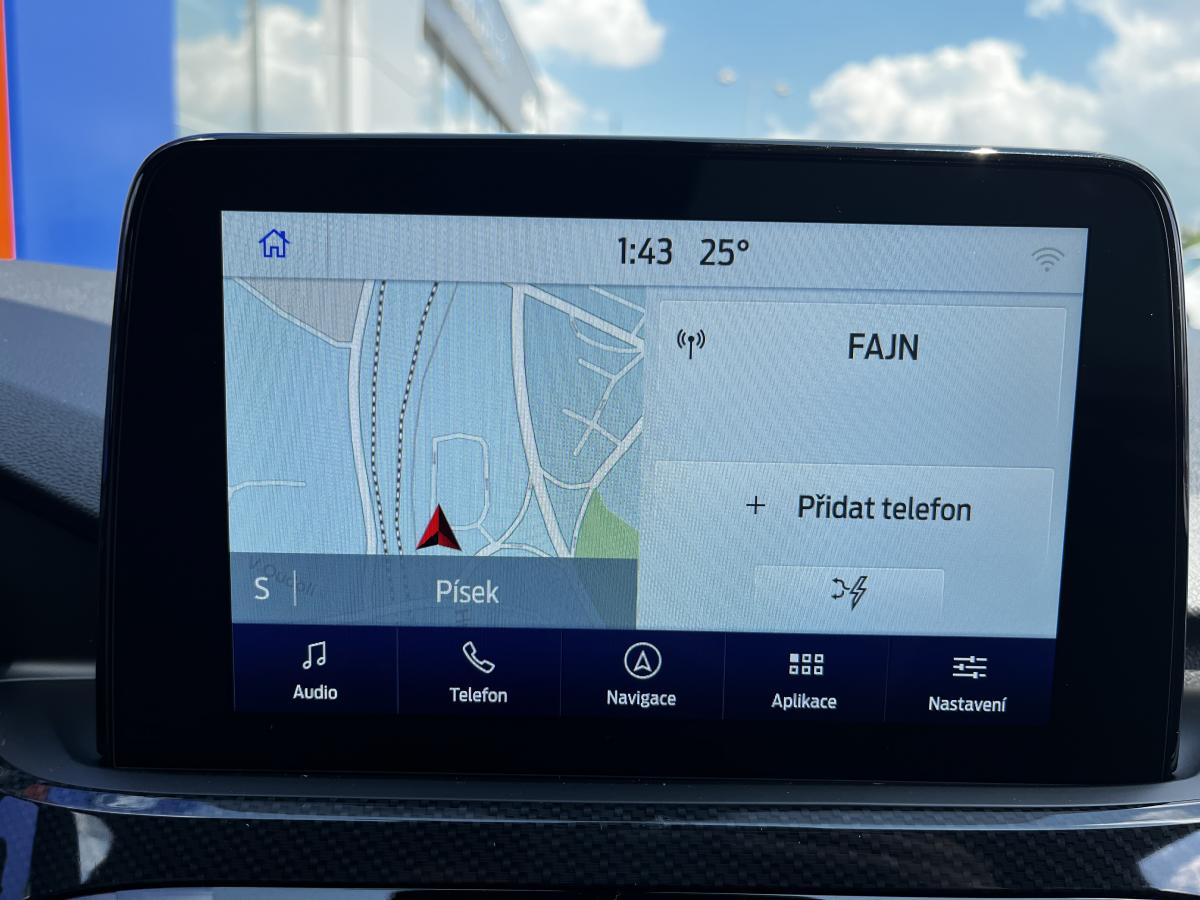 1:43 25°
FAJN
+ Přidat telefon
S | Písek
Audio
Telefon
Navigace
Aplikace
Nastavení